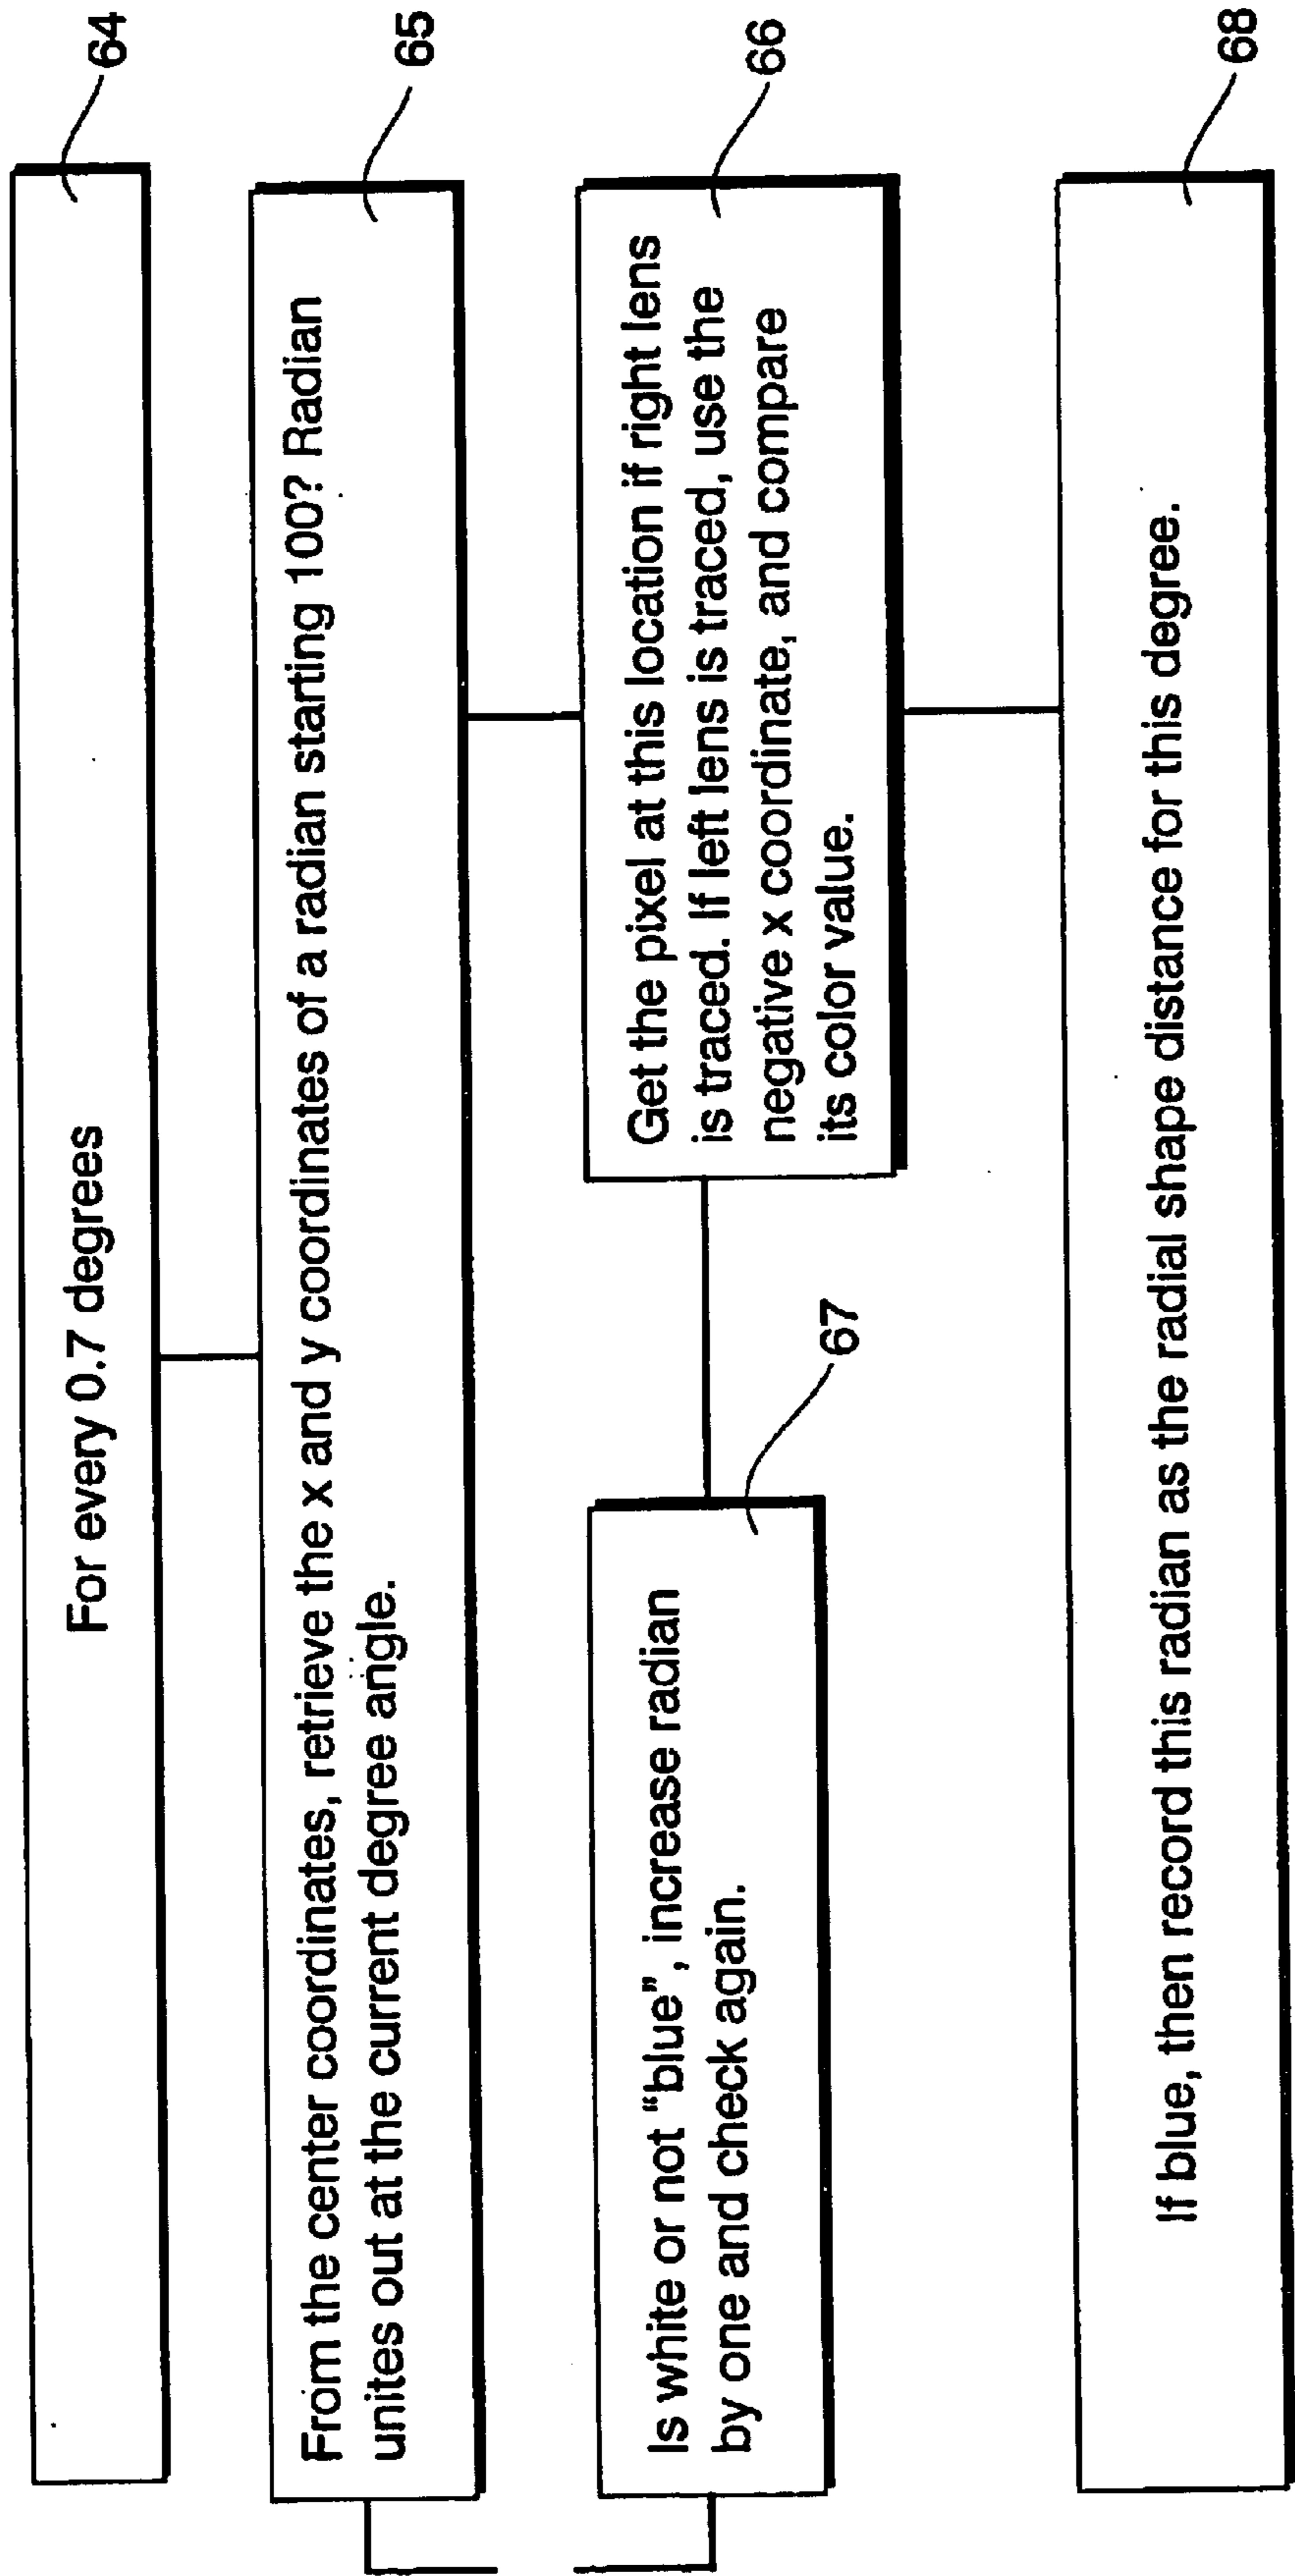 For every 0.7 degrees
64
From the center coordinates, retrieve the x and y coordinates of a radian starting 100? Radian
unites out at the current degree angle.
65
Get the pixel at this location if right lens
is traced. If left lens is traced, use the
negative x coordinate, and compare
its color value.
66
Is white or not “blue”, increase radian
by one and check again.
67
If blue, then record this radian as the radial shape distance for this degree.
68